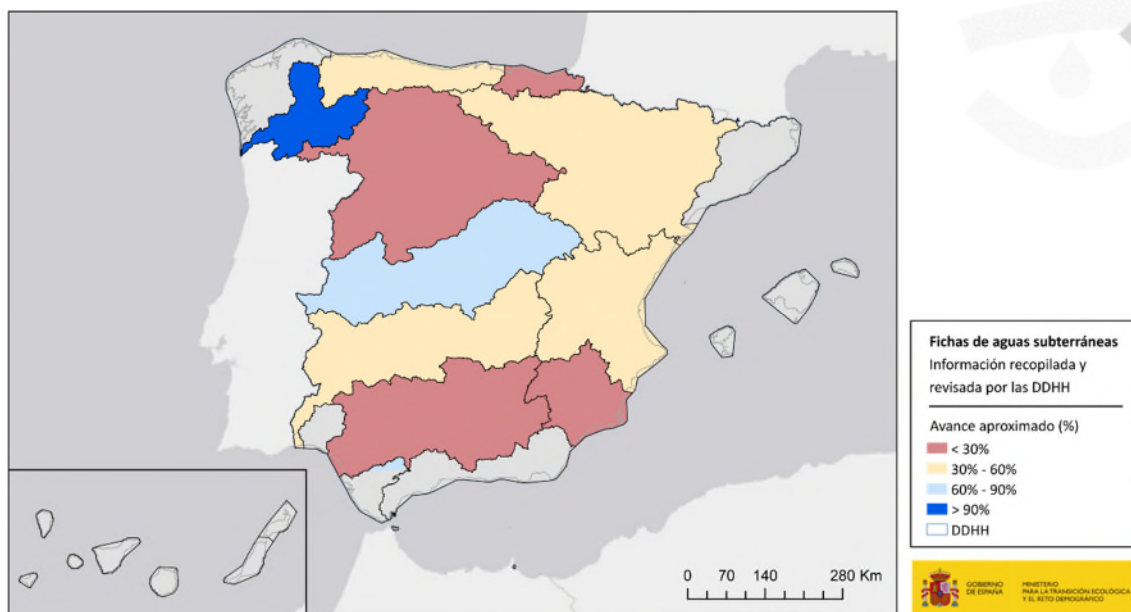 Fichas de aguas subterráneas
Información recopilada y
revisada por las DDHH
Avance aproximado (%)
< 30%
30% - 60%
60% - 90%
> 90%
DDHH
0 70 140 280 Km
GOBIERNO
DE ESPAÑA
MINISTERIO
PARA LA TRANSICIÓN ECOLÓGICA
Y EL RETO DEMOGRÁFICO